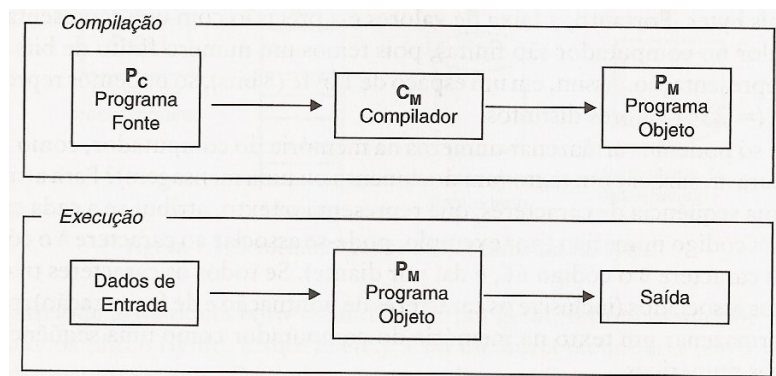 Compilação
P_C
Programa
Fonte
C_M
Compilador
P_M
Programa
Objeto
Execução
Dados de
Entrada
P_M
Programa
Objeto
Saída